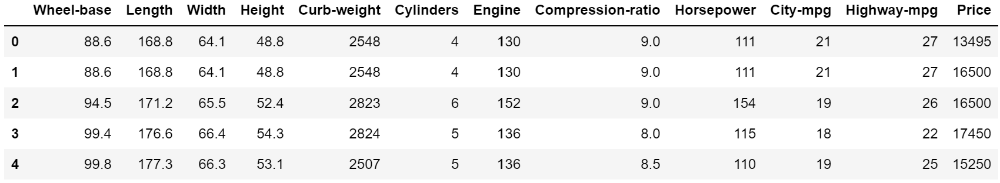 Wheel-base Length Width Height Curb-weight Cylinders Engine Compression-ratio Horsepower City-mpg Highway-mpg Price
0 88.6 168.8 64.1 48.8 2548 4 130 9.0 111 21 27 13495
1 88.6 168.8 64.1 48.8 2548 4 130 9.0 111 21 27 16500
2 94.5 171.2 65.5 52.4 2823 6 152 9.0 154 19 26 16500
3 99.4 176.6 66.4 54.3 2824 5 136 8.0 115 18 22 17450
4 99.8 177.3 66.3 53.1 2507 5 136 8.5 110 19 25 15250